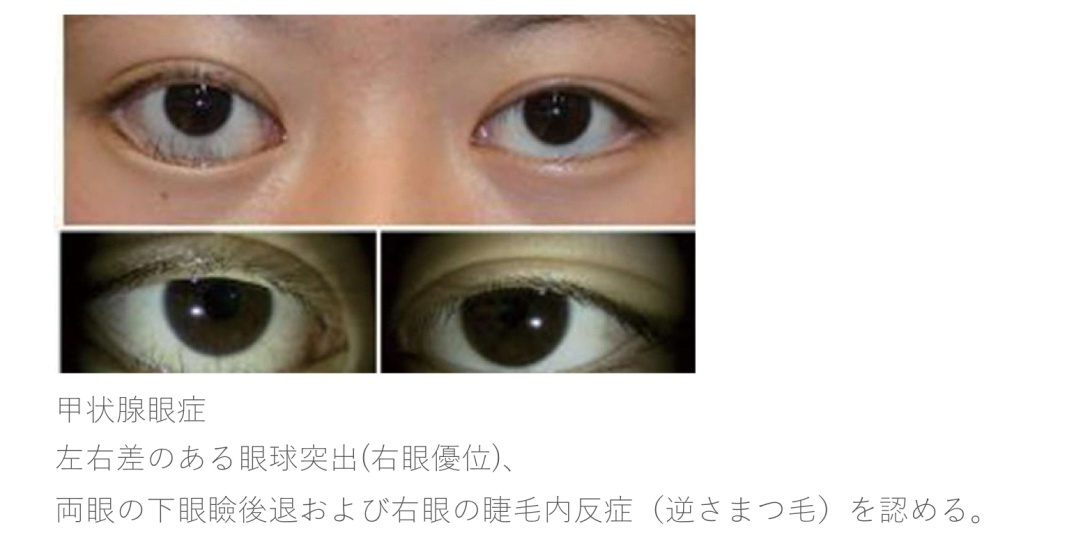 甲状腺眼症
左右差のある眼球突出(右眼優位)、
両眼の下眼瞼後退および右眼の睫毛内反症（逆さまつ毛）を認める。